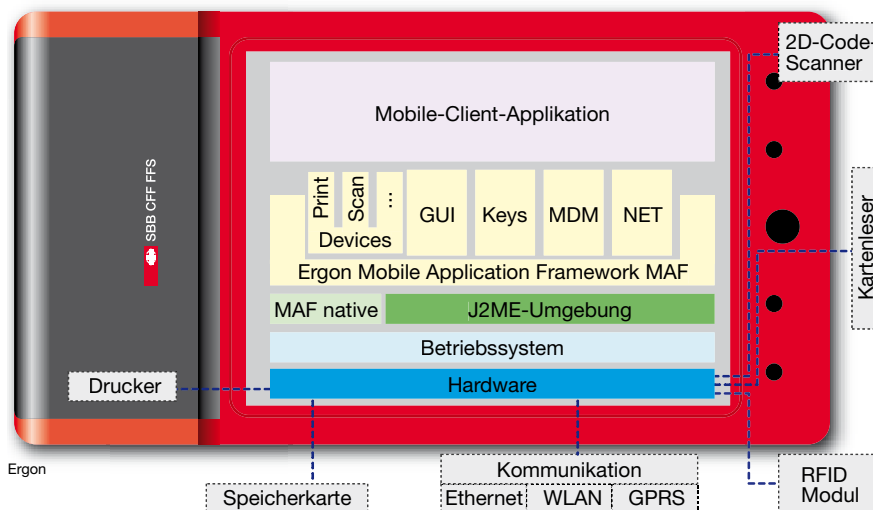 2D-Code-
Scanner
Mobile-Client-Applikation
Print
Scan
...
GUI
Keys
MDM
NET
Devices
Ergon Mobile Application Framework MAF
SBB CFF FFS
Kartenleser
MAF native
J2ME-Umgebung
Betriebssystem
Drucker
Hardware
Ergon
Kommunikation
RFID
Modul
Speicherkarte
Ethernet
WLAN
GPRS